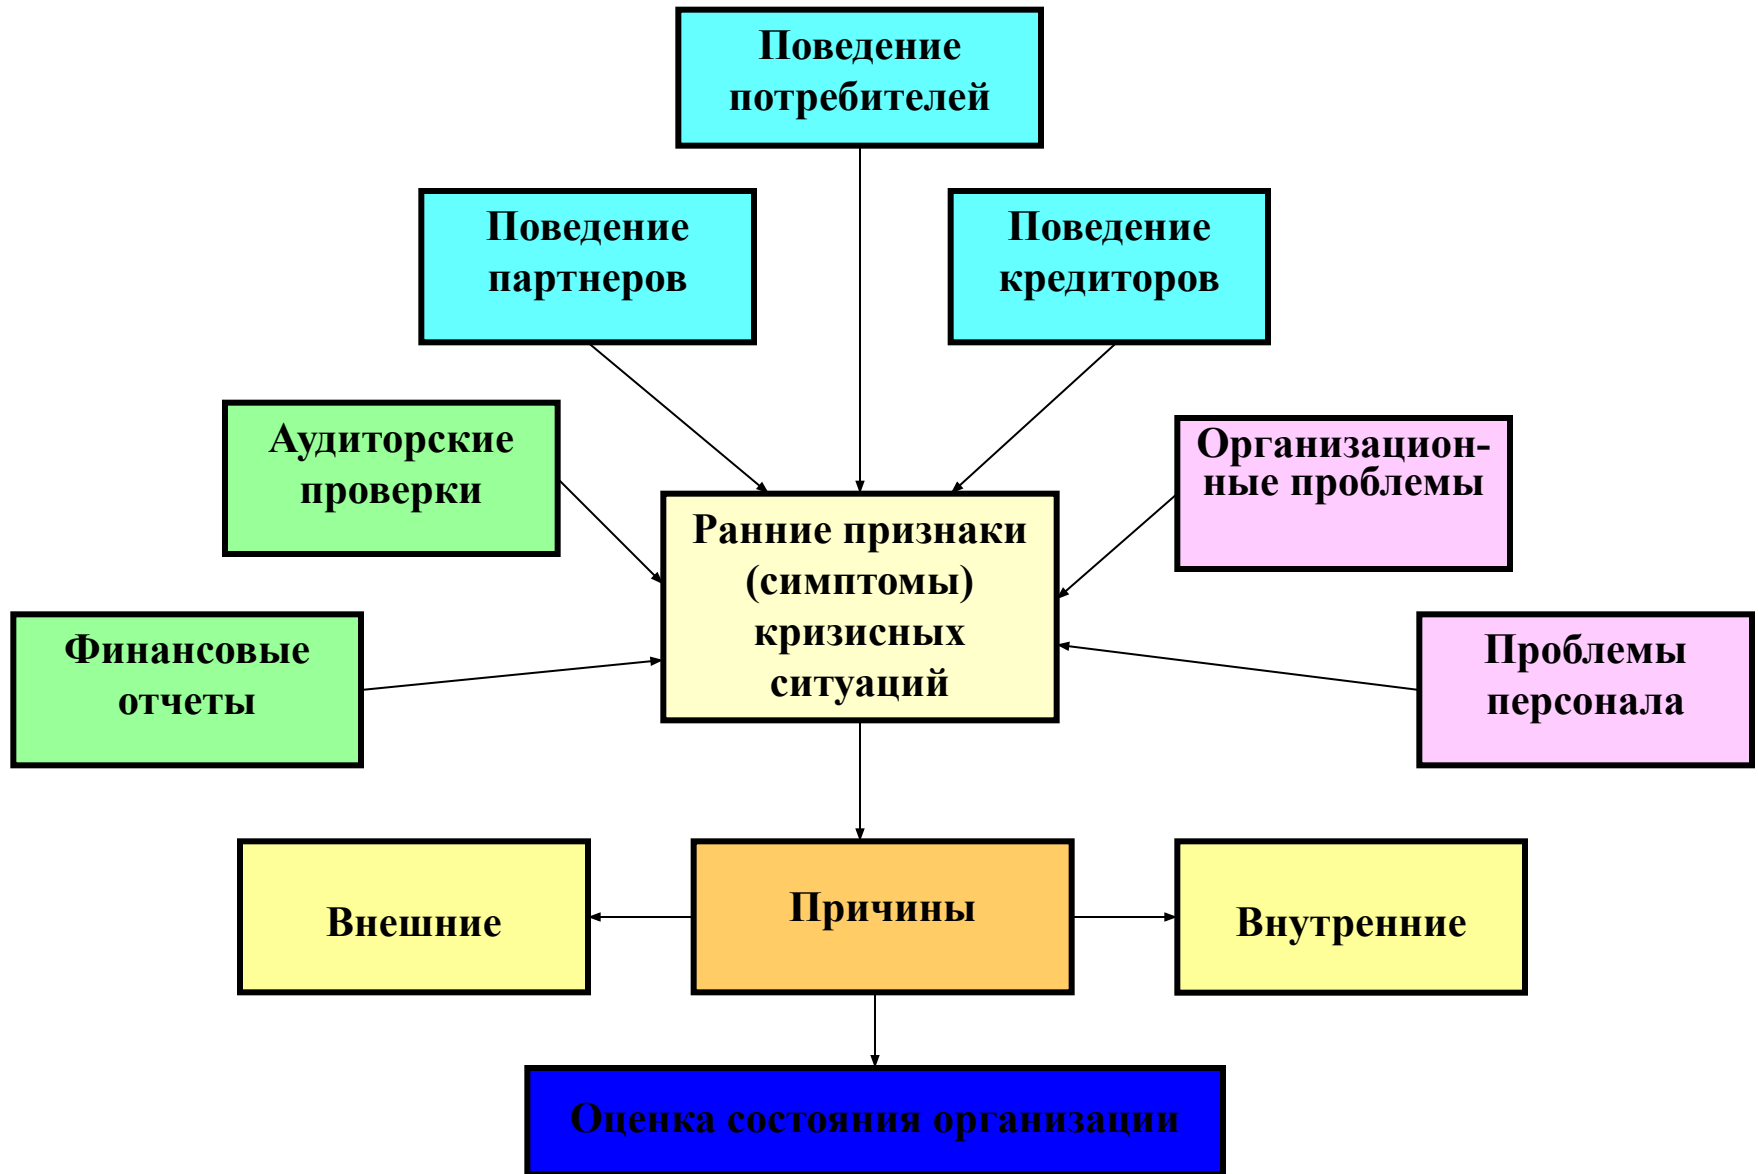 Поведение
потребителей
Поведение
партнеров
Поведение
кредиторов
Аудиторские
проверки
Организацион-
ные проблемы
Ранние признаки
(симптомы)
кризисных
ситуаций
Финансовые
отчеты
Проблемы
персонала
Внешние
Причины
Внутренние
Оценка состояния организации